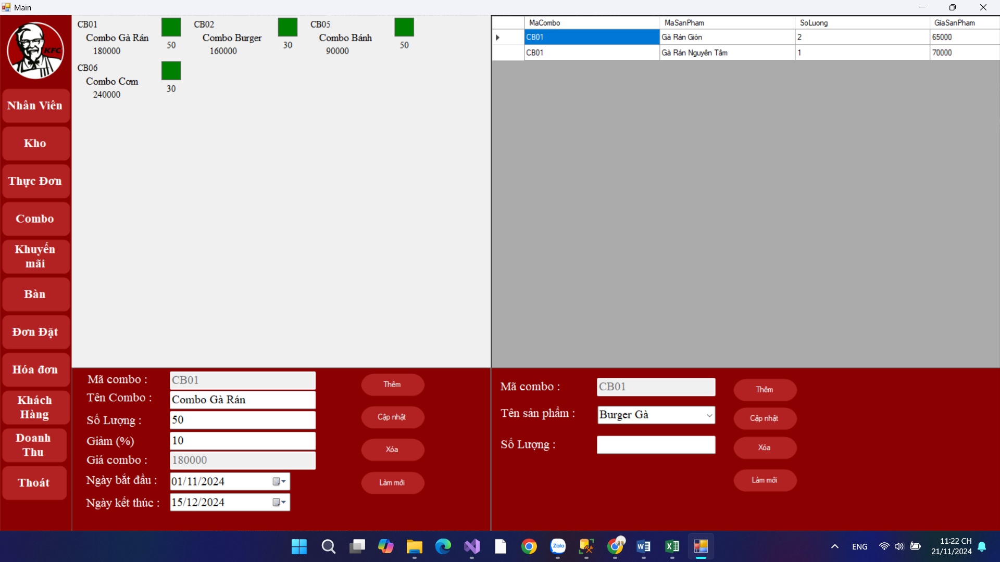 Main
KFC
Nhân Viên
Kho
Thực Đơn
Combo
Khuyến
mãi
Bàn
Đơn Đặt
Hóa đơn
Khách
Hàng
Doanh
Thu
Thoát
CB01
Combo Gà Rán
180000
50
CB02
Combo Burger
160000
30
CB05
Combo Bánh
90000
50
CB06
Combo Cơm
240000
30
MaCombo MaSanPham SoLuong GiaSanPham
CB01 Gà Rán Giòn 2 65000
CB01 Gà Rán Nguyên Tâm 1 70000
Mã combo : CB01
Tên Combo : Combo Gà Rán
Số Lượng : 50
Giảm (%) 10
Giá combo : 180000
Ngày bắt đầu : 01/11/2024
Ngày kết thúc : 15/12/2024
Thêm
Cập nhật
Xóa
Làm mới
Mã combo : CB01
Tên sản phẩm : Burger Gà
Số Lượng :
Thêm
Cập nhật
Xóa
Làm mới
Zalo
ENG
11:22 CH
21/11/2024